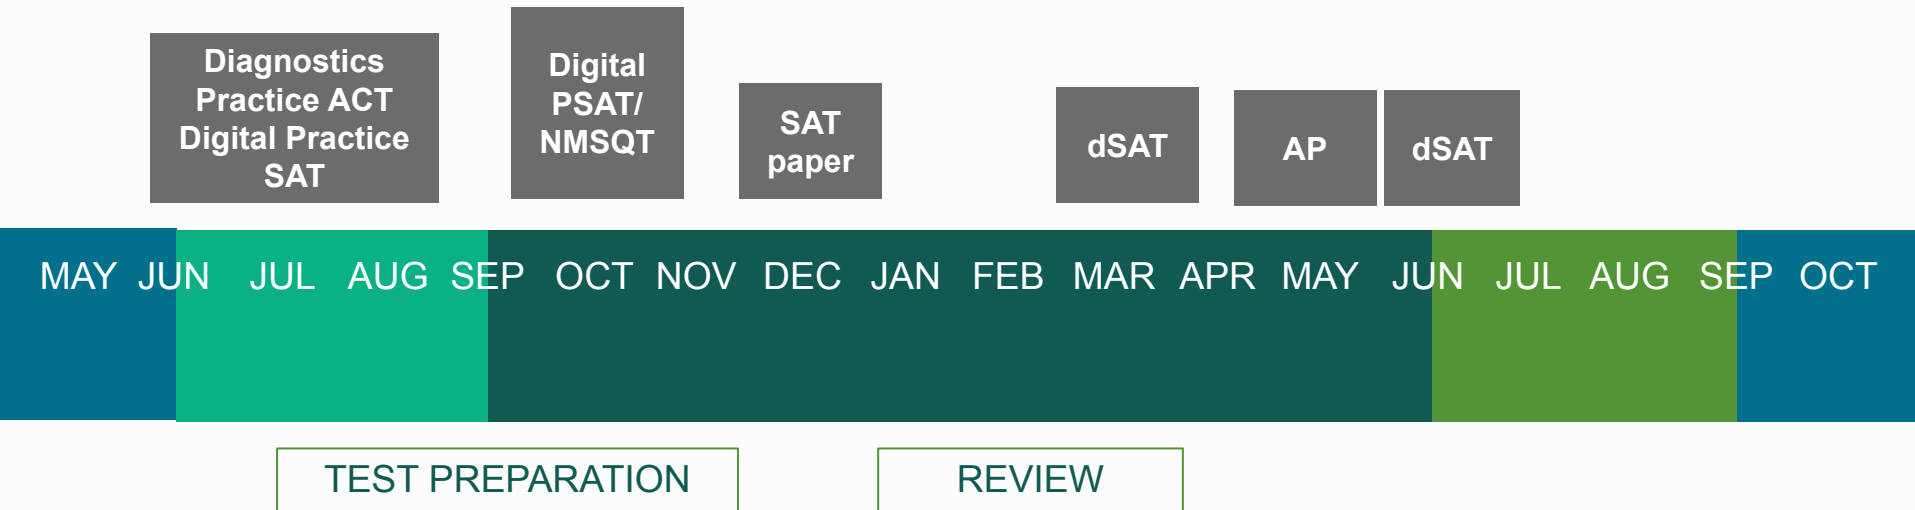 Diagnostics
Practice ACT
Digital Practice
SAT
Digital
PSAT/
NMSQT
SAT
paper
dSAT
AP
dSAT
MAY JUN JUL AUG SEP OCT NOV DEC JAN FEB MAR APR MAY JUN JUL AUG SEP OCT
TEST PREPARATION
REVIEW